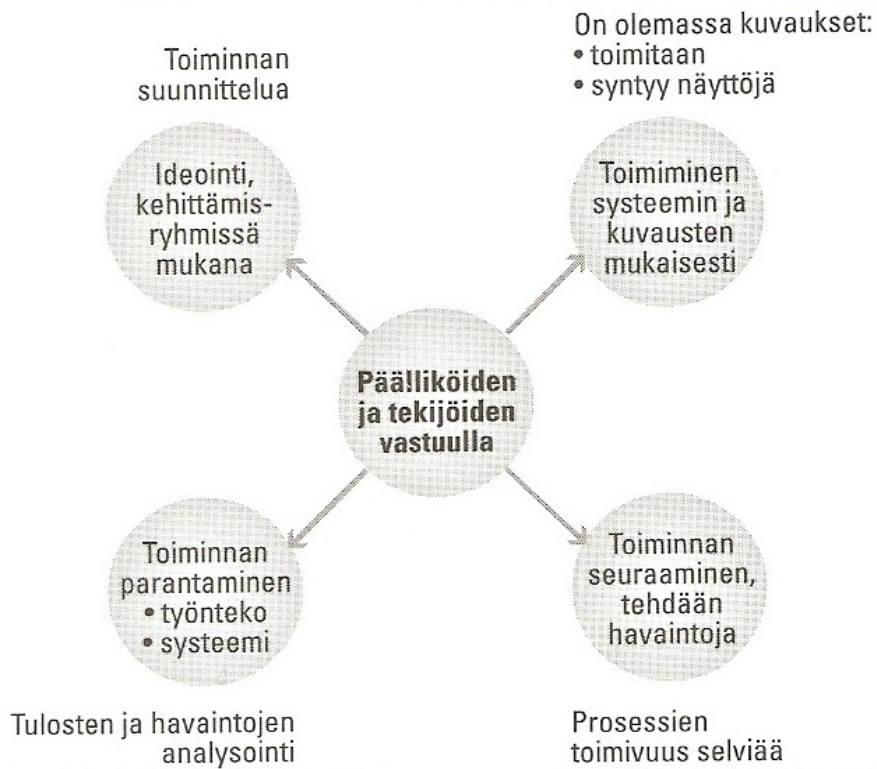 Toiminnan
suunnittelua
On olemassa kuvaukset:
• toimitaan
• syntyy näyttöjä
Ideointi,
kehittämis-
ryhmissä
mukana
Toimiminen
systeemin ja
kuvausten
mukaisesti
Päälliköiden
ja tekijöiden
vastuulla
Toiminnan
parantaminen
• työnteko
• systeemi
Toiminnan
seuraaminen,
tehdään
havaintoja
Tulosten ja havaintojen
analysointi
Prosessien
toimivuus selviää